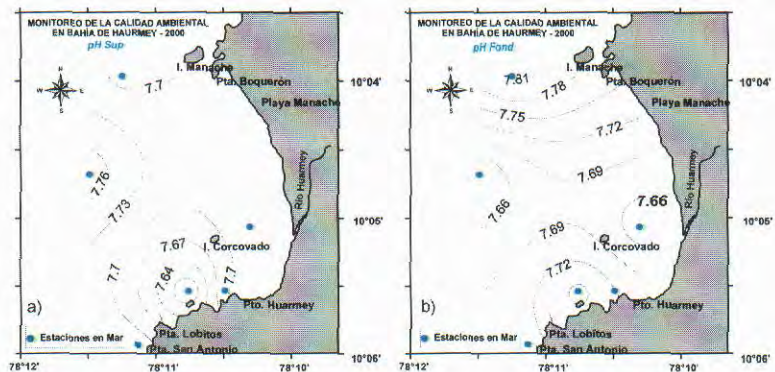 MONITOREO DE LA CALIDAD AMBIENTAL
EN BAHÍA DE HAURMEY - 2000
pH Sup
N
W E
S
I. Manache
Pta. Boquerón
Playa Manache
Río Huarmey
I. Corcovado
Pto. Huarmey
Pta. Lobitos
Pta. San Antonio
7.7
7.76
7.73
7.67
7.64
7.7
7.7
a)
Estaciones en Mar
10°04'
10°05'
10°06'
78°12'
78°11'
78°10'
MONITOREO DE LA CALIDAD AMBIENTAL
EN BAHÍA DE HAURMEY - 2000
pH Fond
N
W E
S
I. Manache
Pta. Boquerón
Playa Manache
Río Huarmey
I. Corcovado
Pto. Huarmey
Pta. Lobitos
Pta. San Antonio
7.81
7.78
7.75
7.72
7.69
7.66
7.66
7.69
7.72
b)
Estaciones en Mar
10°04'
10°05'
10°06'
78°12'
78°11'
78°10'